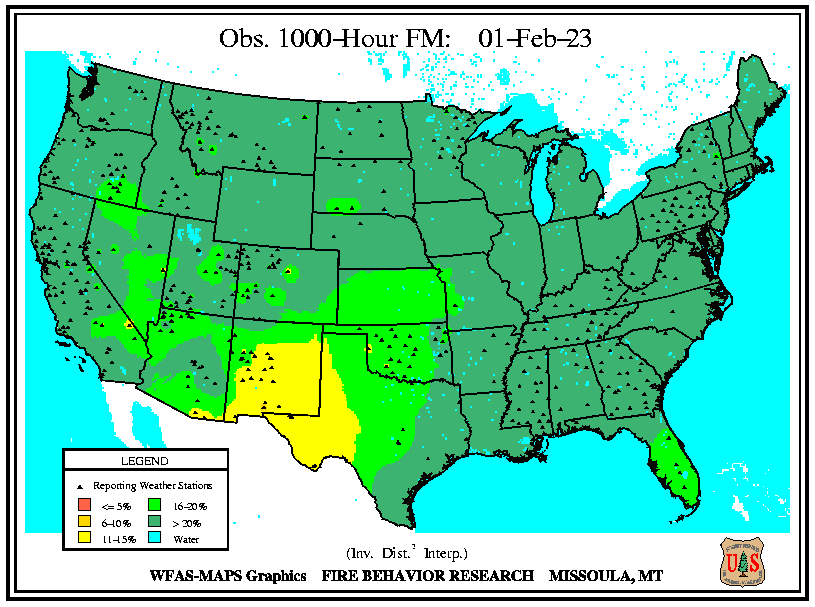 Obs. 1000-Hour FM: 01-Feb-23
LEGEND
Reporting Weather Stations
<= 5%
16-20%
6-10%
> 20%
11-15%
Water
(Inv. Dist.² Interp.)
WFAS-MAPS Graphics FIRE BEHAVIOR RESEARCH MISSOULA, MT
U S